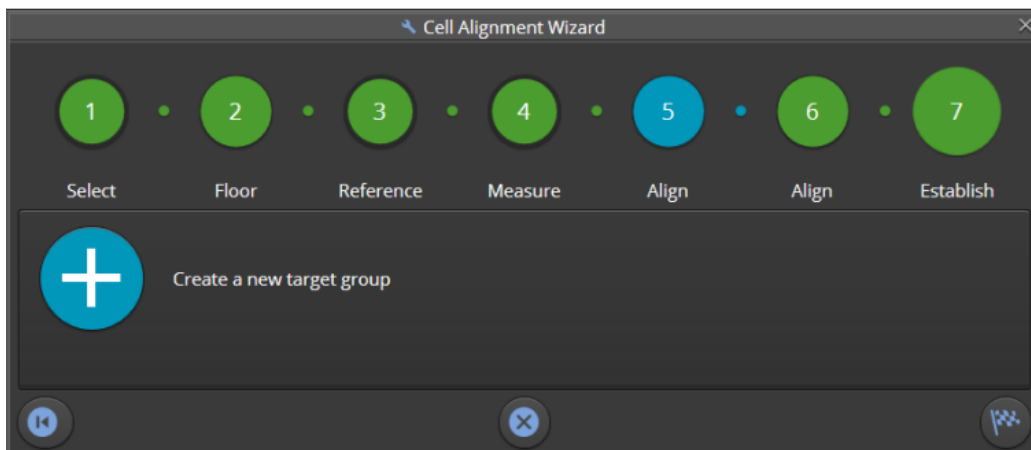 Cell Alignment Wizard
1 2 3 4 5 6 7
Select Floor Reference Measure Align Align Establish
Create a new target group